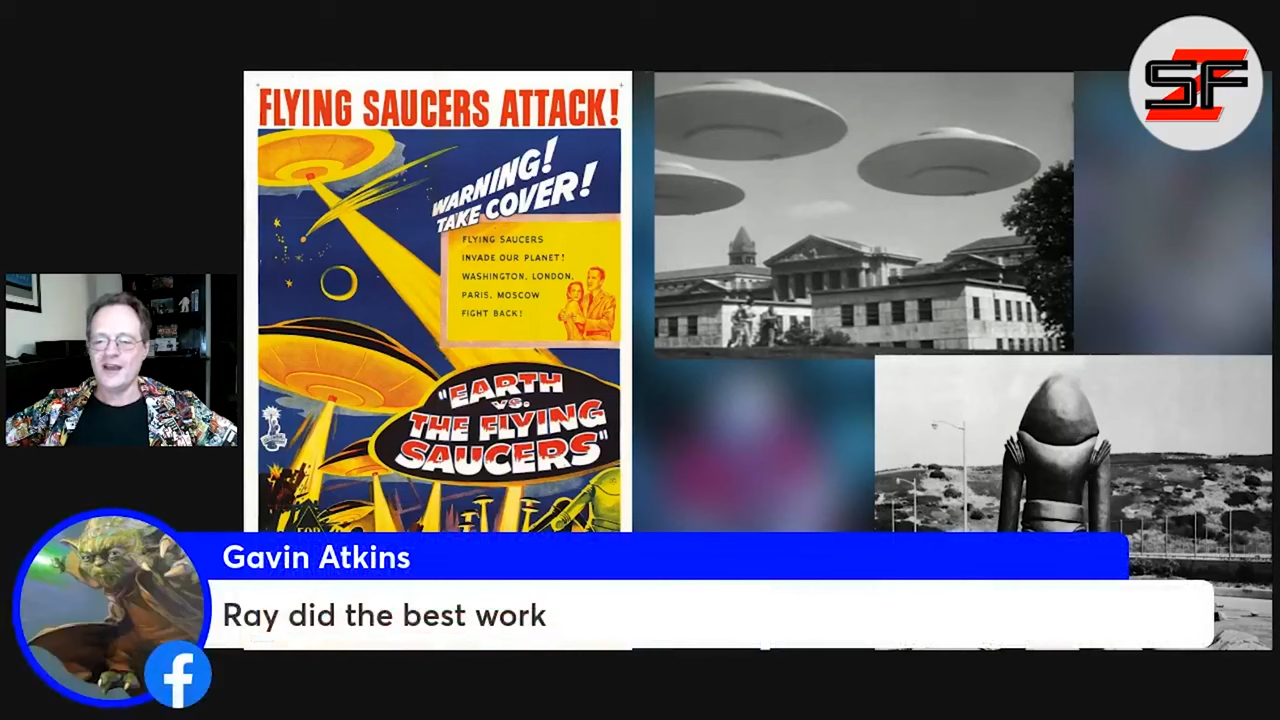 FLYING SAUCERS ATTACK!
WARNING!
TAKE COVER!
FLYING SAUCERS
INVADE OUR PLANET!
WASHINGTON, LONDON,
PARIS, MOSCOW
FIGHT BACK!
"EARTH
VS.
THE FLYING
SAUCERS"
SF
Gavin Atkins
Ray did the best work